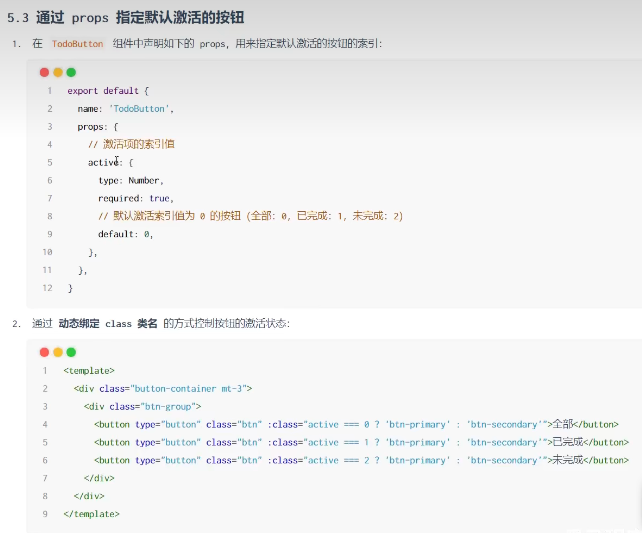 5.3 通过 props 指定默认激活的按钮
1. 在 TodoButton 组件中声明如下的 props，用来指定默认激活的按钮的索引：
1 export default {
2 name: 'TodoButton',
3 props: {
4 // 激活项的索引值
5 active: {
6 type: Number,
7 required: true,
8 // 默认激活索引值为 0 的按钮（全部：0，已完成：1，未完成：2）
9 default: 0,
10 },
11 },
12 }
2. 通过 动态绑定 class 类名 的方式控制按钮的激活状态：
1 <template>
2 <div class="button-container mt-3">
3 <div class="btn-group">
4 <button type="button" class="btn" :class="active === 0 ? 'btn-primary' : 'btn-secondary'">全部</button>
5 <button type="button" class="btn" :class="active === 1 ? 'btn-primary' : 'btn-secondary'">已完成</button>
6 <button type="button" class="btn" :class="active === 2 ? 'btn-primary' : 'btn-secondary'">未完成</button>
7 </div>
8 </div>
9 </template>